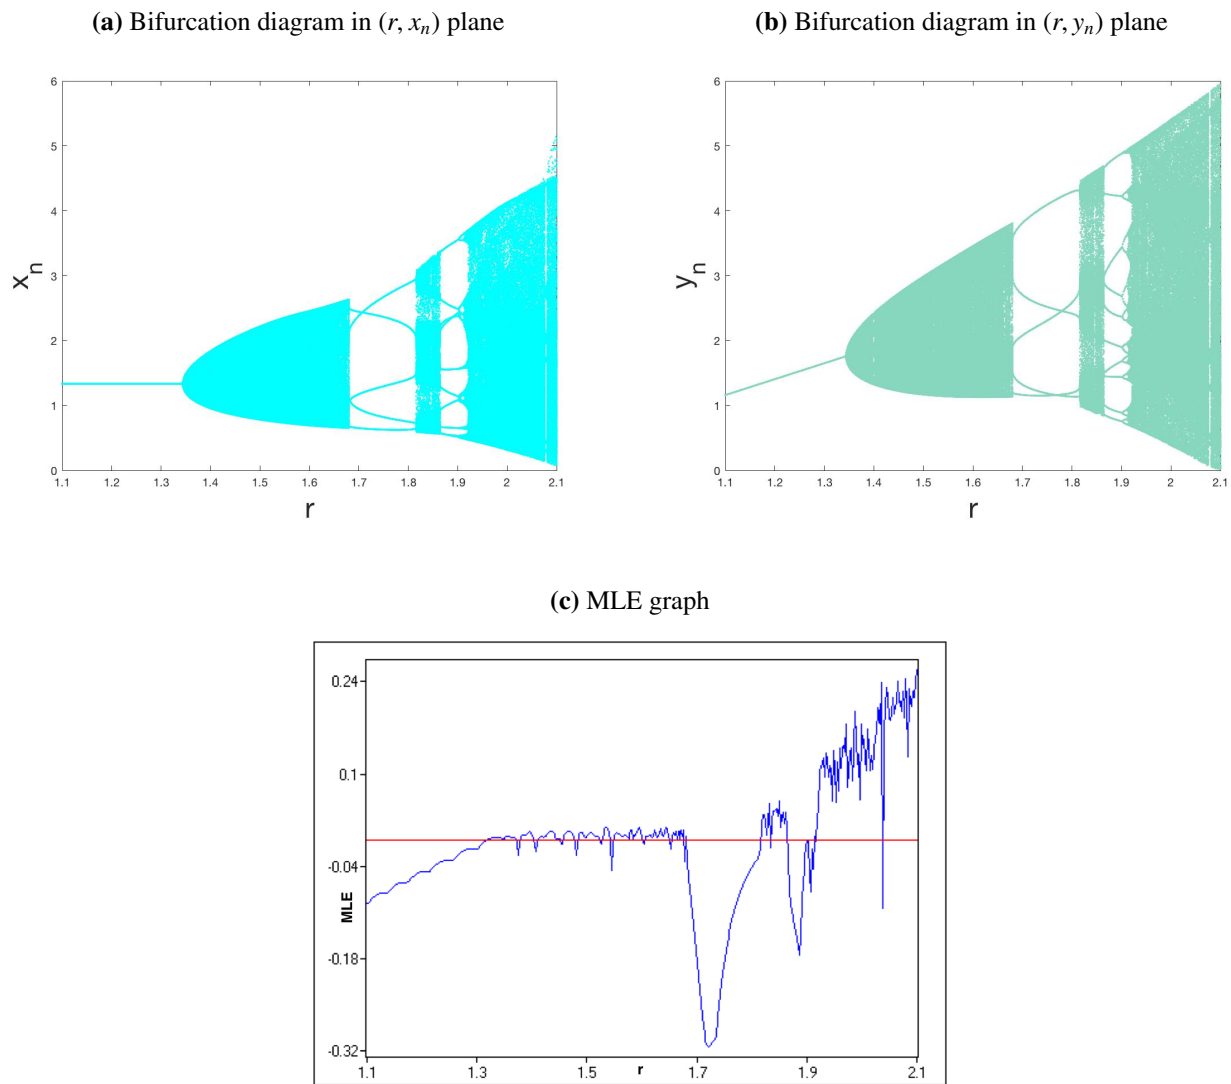 (a) Bifurcation diagram in (r, xₙ) plane
6
5
4
3
2
1
0
xₙ
1.1 1.2 1.3 1.4 1.5 1.6 1.7 1.8 1.9 2 2.1
r
(b) Bifurcation diagram in (r, yₙ) plane
6
5
4
3
2
1
0
yₙ
1.1 1.2 1.3 1.4 1.5 1.6 1.7 1.8 1.9 2 2.1
r
(c) MLE graph
0.24
0.1
-0.04
-0.18
-0.32
MLE
1.1 1.3 1.5 1.7 1.9 2.1
r